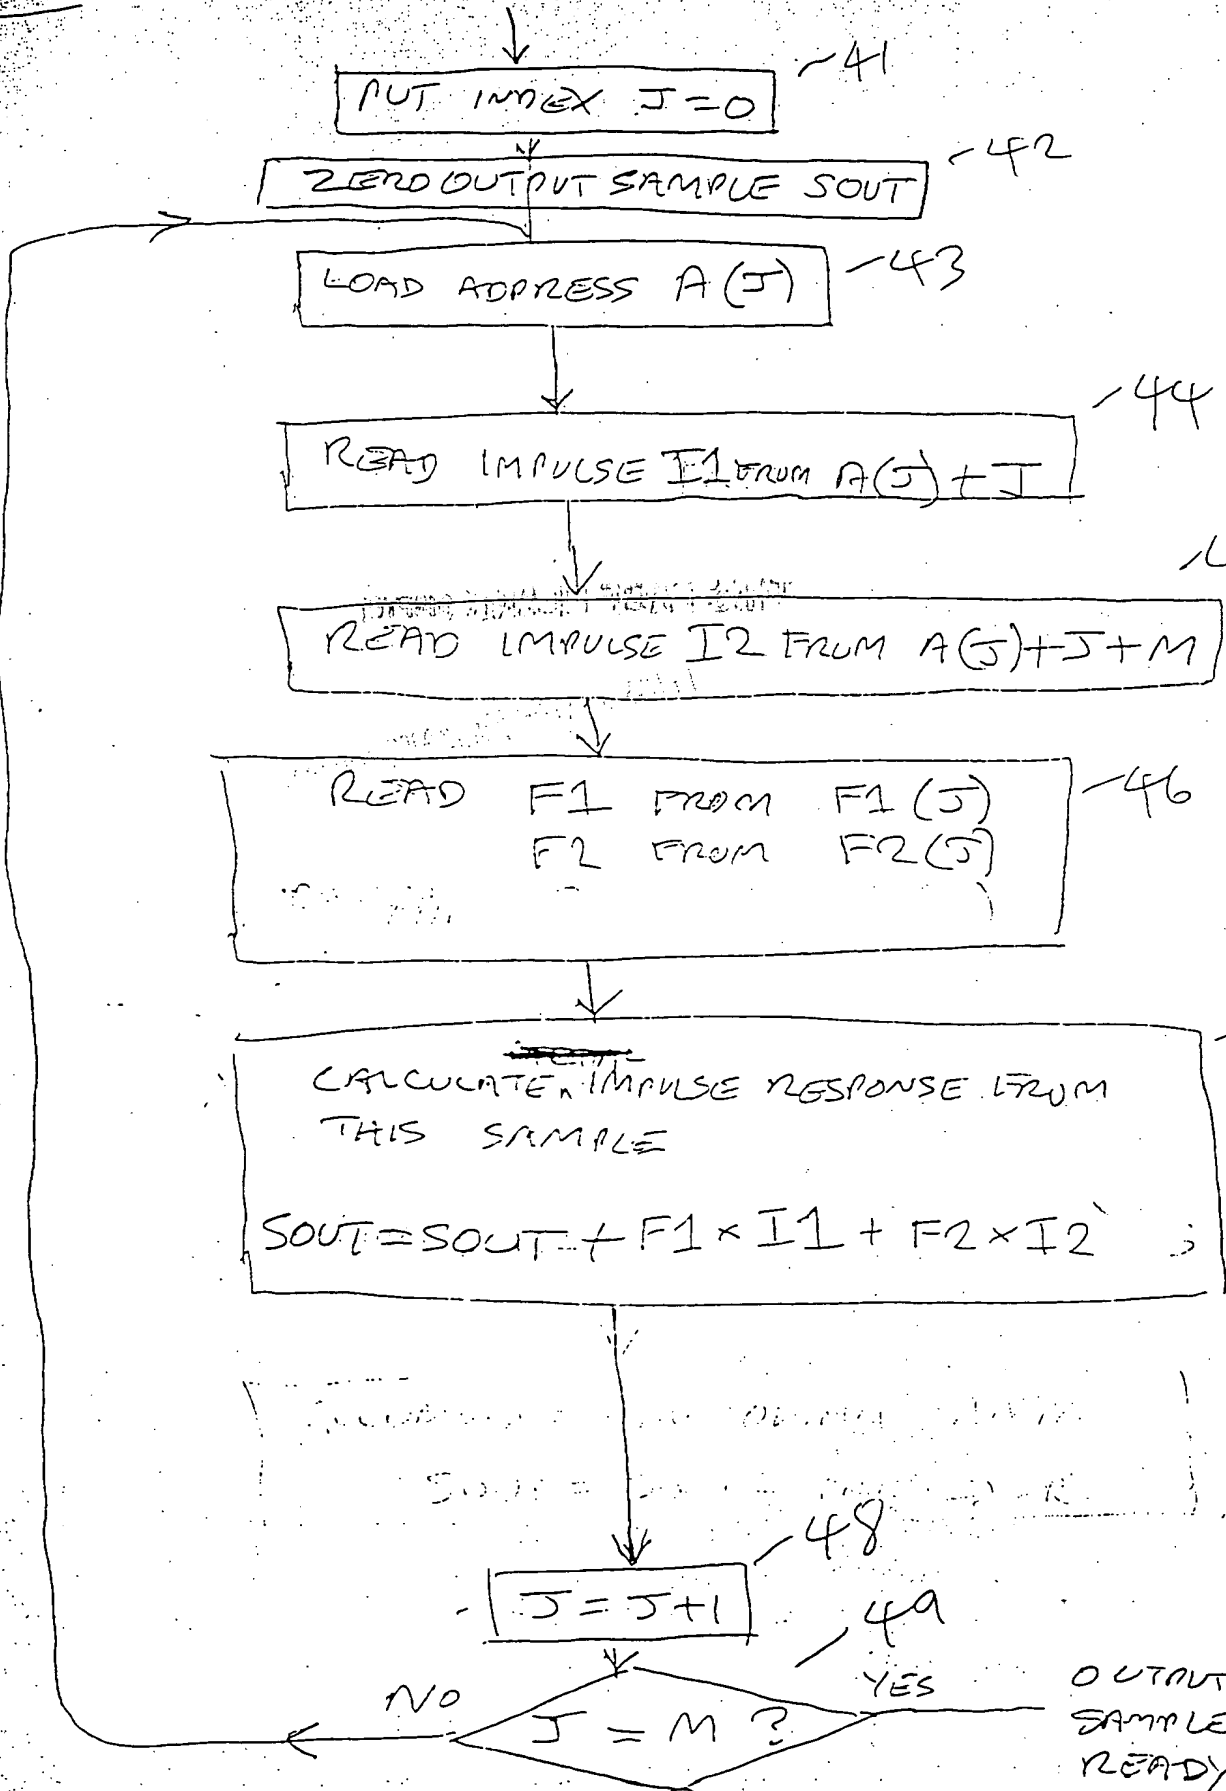 PUT INDEX J=0
41
ZERO OUTPUT SAMPLE SOUT
42
LOAD ADDRESS A(J)
43
READ IMPULSE I1 FROM A(J)+J
44
READ IMPULSE I2 FROM A(J)+J+M
READ F1 FROM F1(J)
F2 FROM F2(J)
46
CALCULATE IMPULSE RESPONSE FROM
THIS SAMPLE
SOUT=SOUT+F1×I1+F2×I2 ;
J=J+1
48
J=M?
49
NO
YES
OUTPUT
SAMPLE
READY